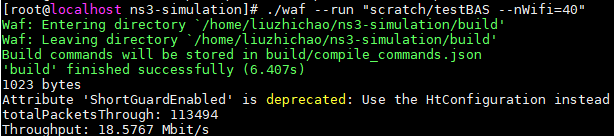 [root@localhost ns3-simulation]# ./waf --run "scratch/testBAS --nWifi=40"
Waf: Entering directory `/home/liuzhichao/ns3-simulation/build'
Waf: Leaving directory `/home/liuzhichao/ns3-simulation/build'
Build commands will be stored in build/compile_commands.json
'build' finished successfully (6.407s)
1023 bytes
Attribute 'ShortGuardEnabled' is deprecated: Use the HtConfiguration instead
totalPacketsThrough: 113494
Throughput: 18.5767 Mbit/s